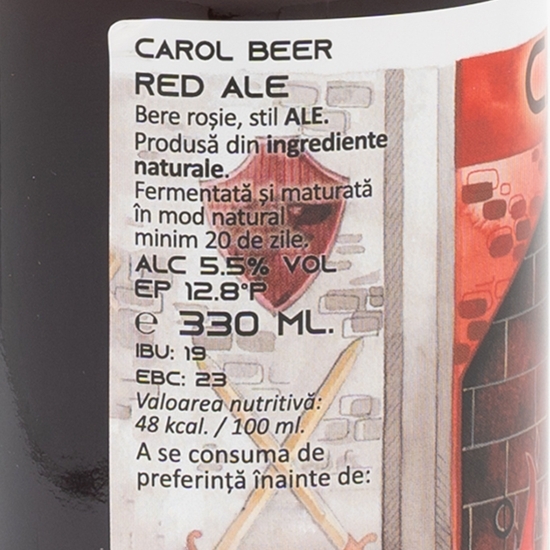 CAROL BEER
RED ALE
Bere roșie, stil ALE.
Produsă din ingrediente
naturale.
Fermentată și maturată
în mod natural
minim 20 de zile.
ALC 5.5% VOL
EP 12.8°P
℮ 330 ML.
IBU: 19
EBC: 23
Valoarea nutritivă:
48 kcal. / 100 ml.
A se consuma de
preferință înainte de: